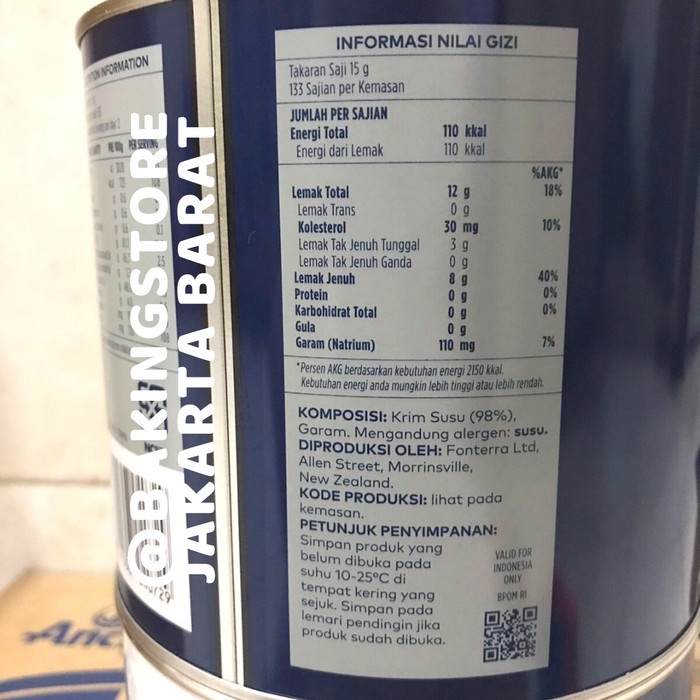 INFORMASI NILAI GIZI
Takaran Saji 15 g
133 Sajian per Kemasan
JUMLAH PER SAJIAN
Energi Total 110 kkal
Energi dari Lemak 110 kkal
%AKG*
Lemak Total 12 g 18%
Lemak Trans 0 g
Kolesterol 30 mg 10%
Lemak Tak Jenuh Tunggal 3 g
Lemak Tak Jenuh Ganda 0 g
Lemak Jenuh 8 g 40%
Protein 0 g 0%
Karbohidrat Total 0 g 0%
Gula 0 g
Garam (Natrium) 110 mg 7%
*Persen AKG berdasarkan kebutuhan energi 2150 kkal.
Kebutuhan energi anda mungkin lebih tinggi atau lebih rendah.
KOMPOSISI: Krim Susu (98%),
Garam. Mengandung alergen: susu.
DIPRODUKSI OLEH: Fonterra Ltd,
Allen Street, Morrinsville,
New Zealand.
KODE PRODUKSI: lihat pada
kemasan.
PETUNJUK PENYIMPANAN:
Simpan produk yang
belum dibuka pada
suhu 10-25°C di
tempat kering yang
sejuk. Simpan pada
lemari pendingin jika
produk sudah dibuka.
VALID FOR
INDONESIA
ONLY
BPOM RI
INFORMATION
PER SERVING
@BAKINGSTORE
JAKARTA BARAT